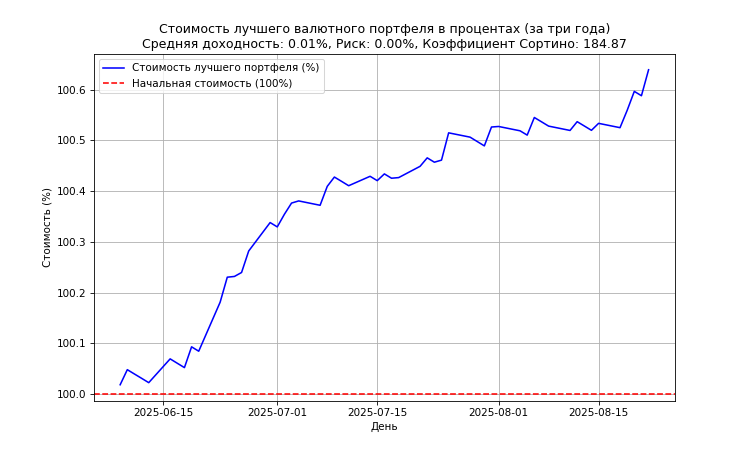 Стоимость лучшего валютного портфеля в процентах (за три года)
Средняя доходность: 0.01%, Риск: 0.00%, Коэффициент Сортино: 184.87
Стоимость лучшего портфеля (%)
Начальная стоимость (100%)
Стоимость (%)
100.6
100.5
100.4
100.3
100.2
100.1
100.0
2025-06-15
2025-07-01
2025-07-15
2025-08-01
2025-08-15
День